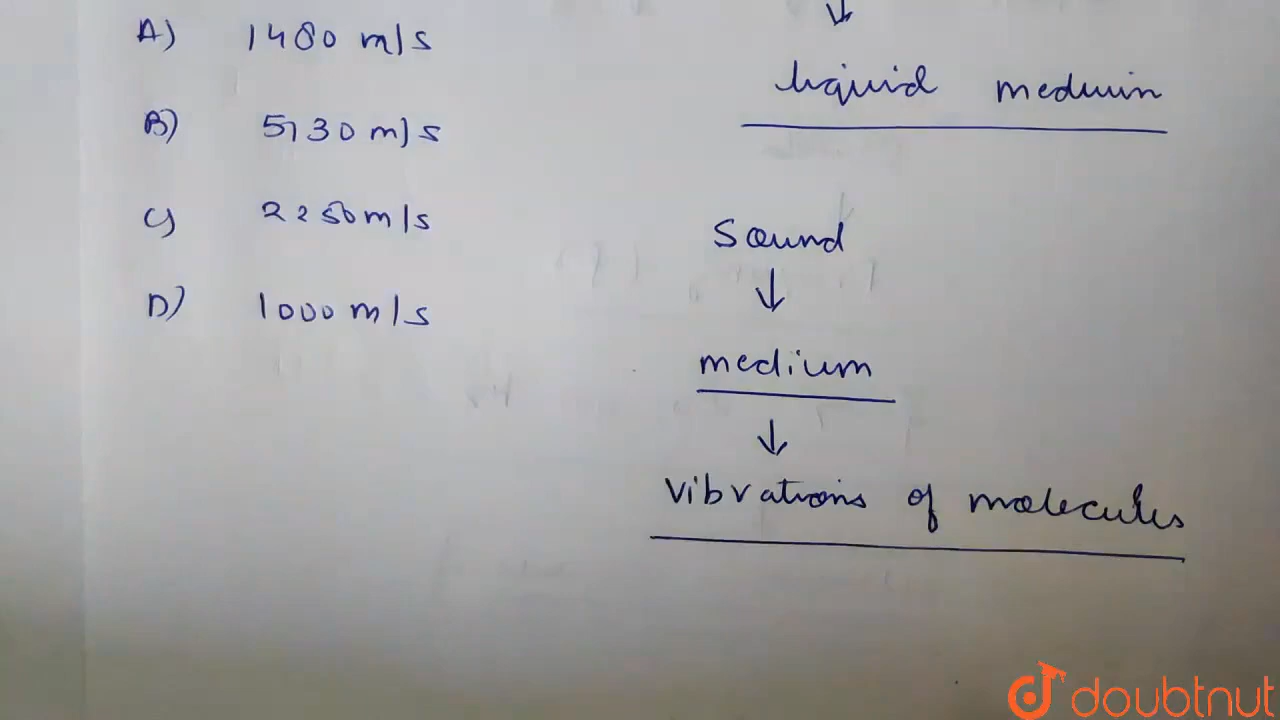 A) 1480 m/s
B) 5130 m/s
C) 2250 m/s
D) 1000 m/s
↓
liquid medium
Sound
↓
medium
↓
vibrations of molecules
doubtnut